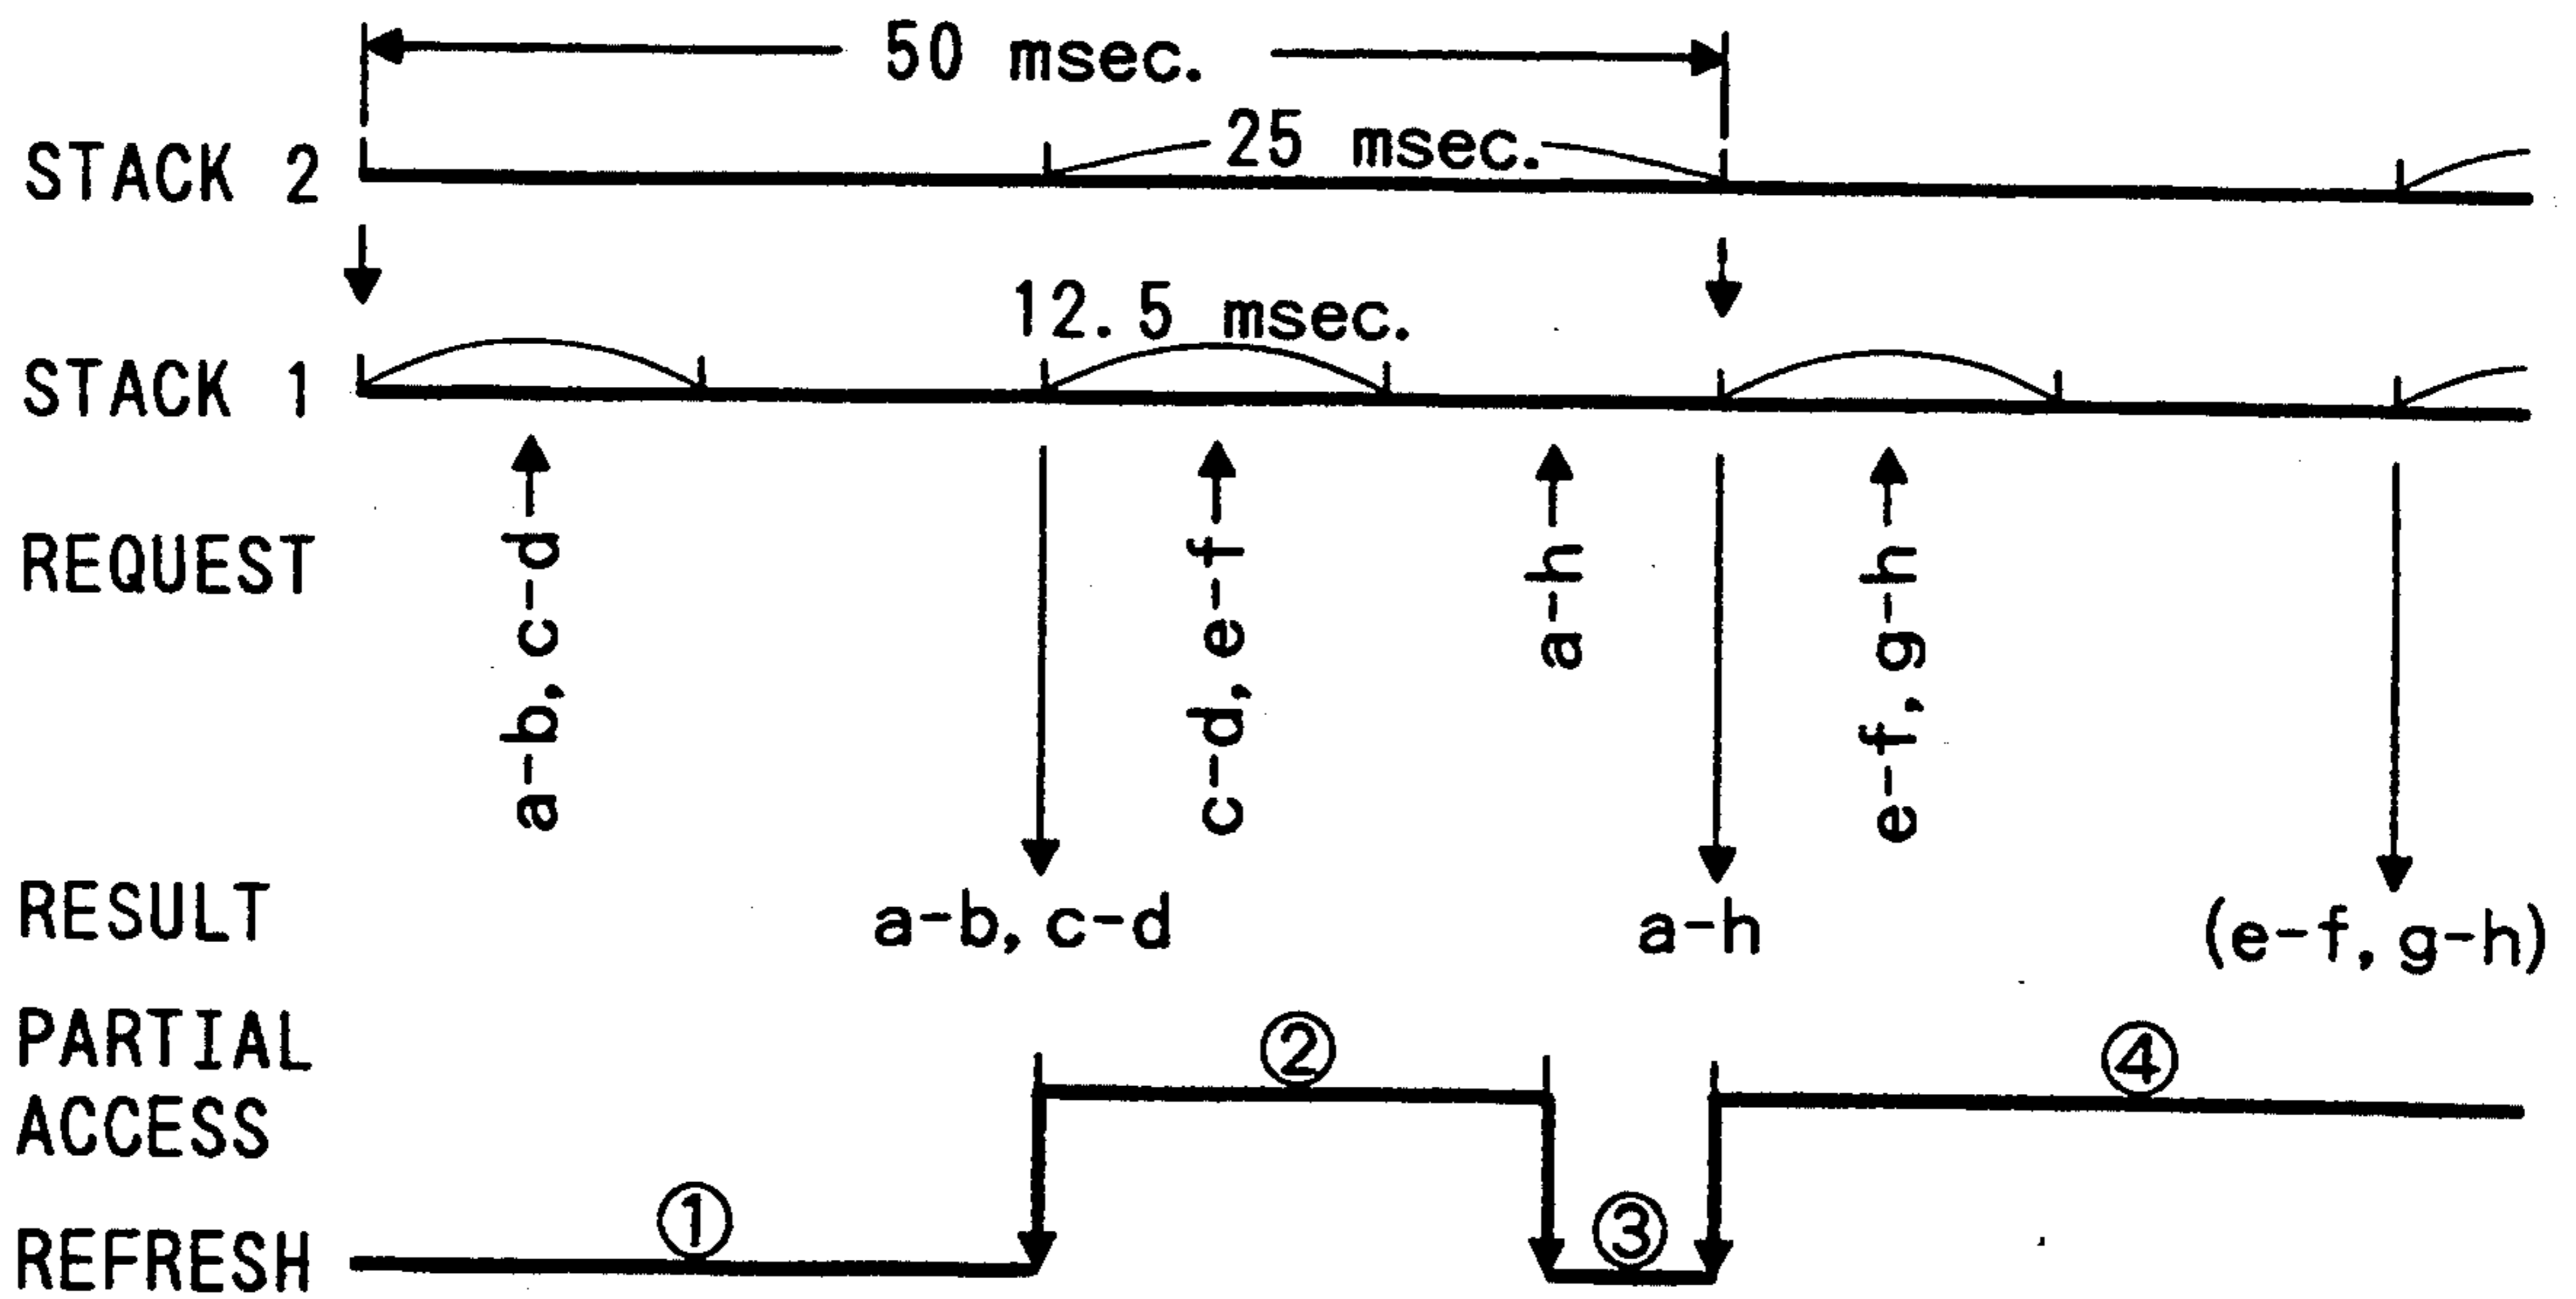 50 msec.
STACK 2
25 msec.
12.5 msec.
STACK 1
REQUEST
a-b, c-d
c-d, e-f
a-h
e-f, g-h
RESULT
a-b, c-d
a-h
(e-f, g-h)
PARTIAL
ACCESS
②
④
REFRESH
①
③